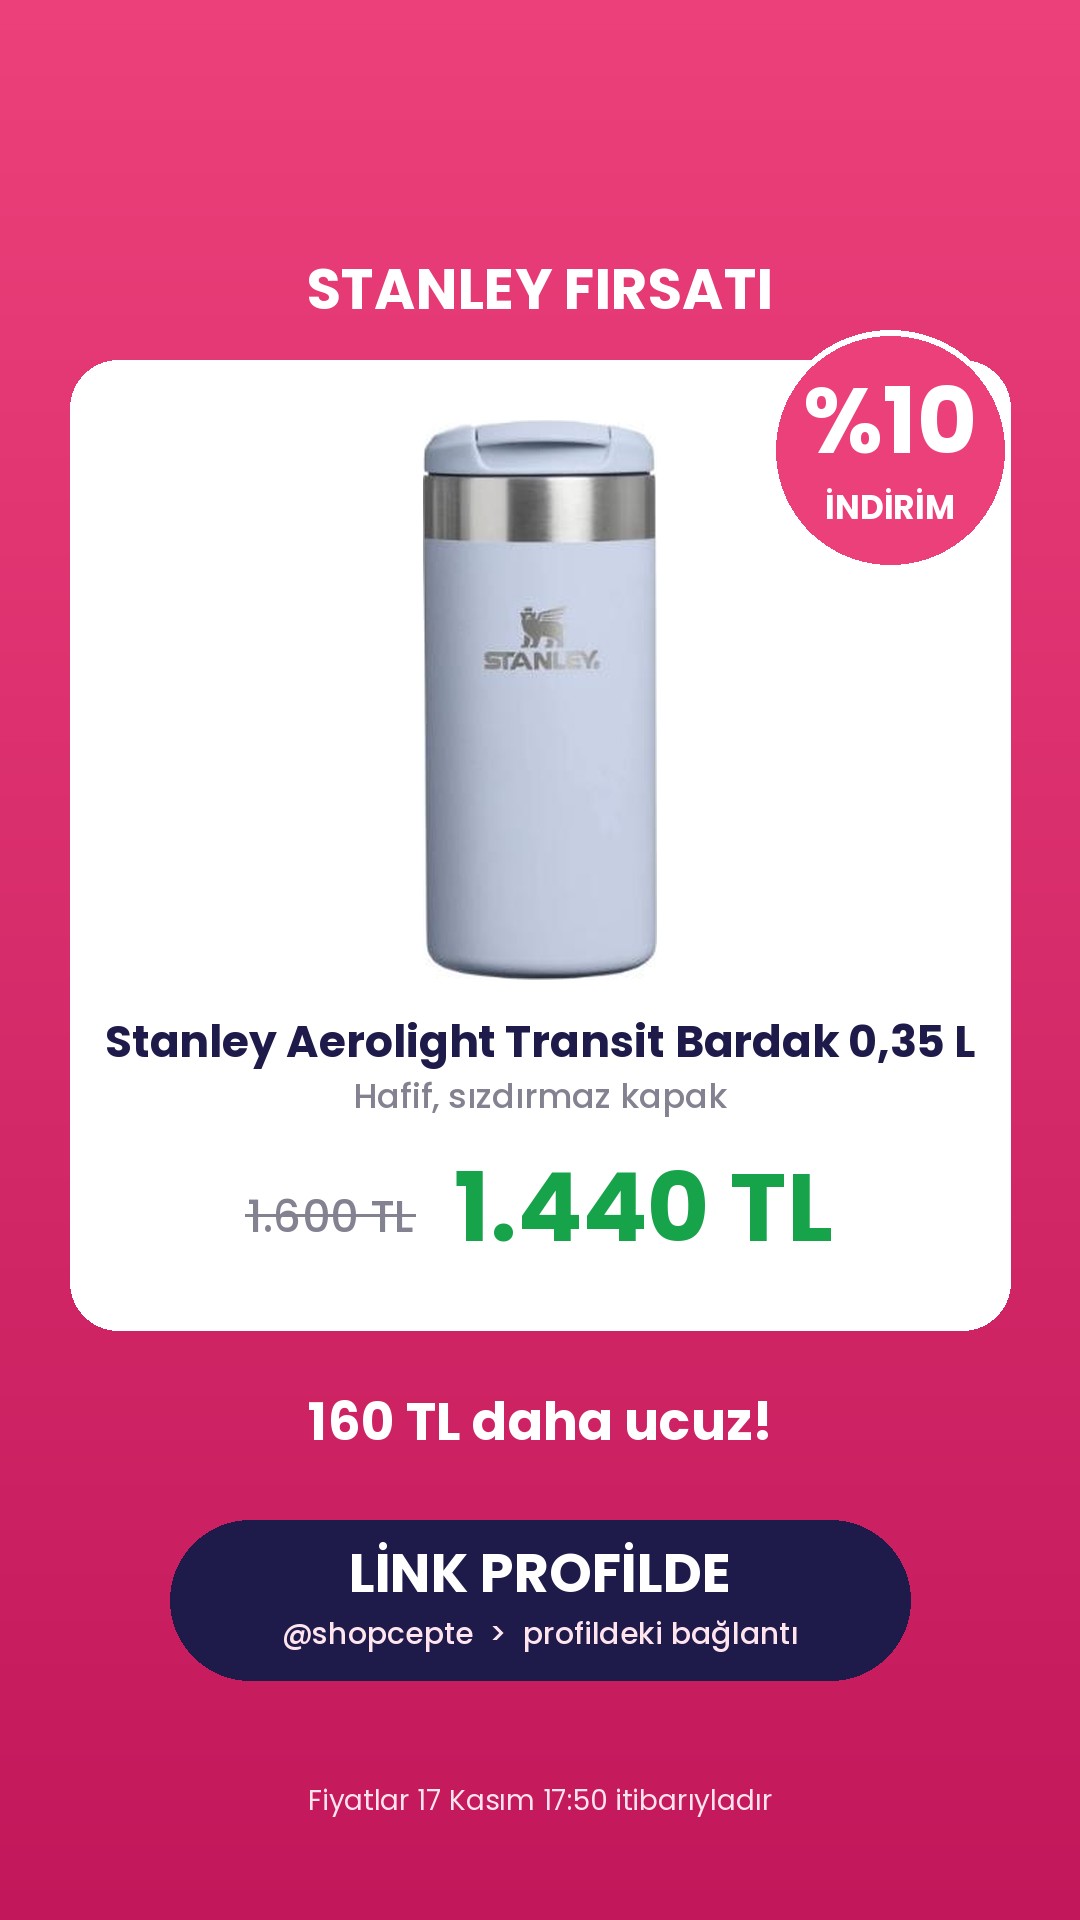 STANLEY FIRSATI
%10
İNDİRİM
STANLEY.
Stanley Aerolight Transit Bardak 0,35 L
Hafif, sızdırmaz kapak
1.600 TL 1.440 TL
160 TL daha ucuz!
LİNK PROFİLDE
@shopcepte > profildeki bağlantı
Fiyatlar 17 Kasım 17:50 itibarıyladır